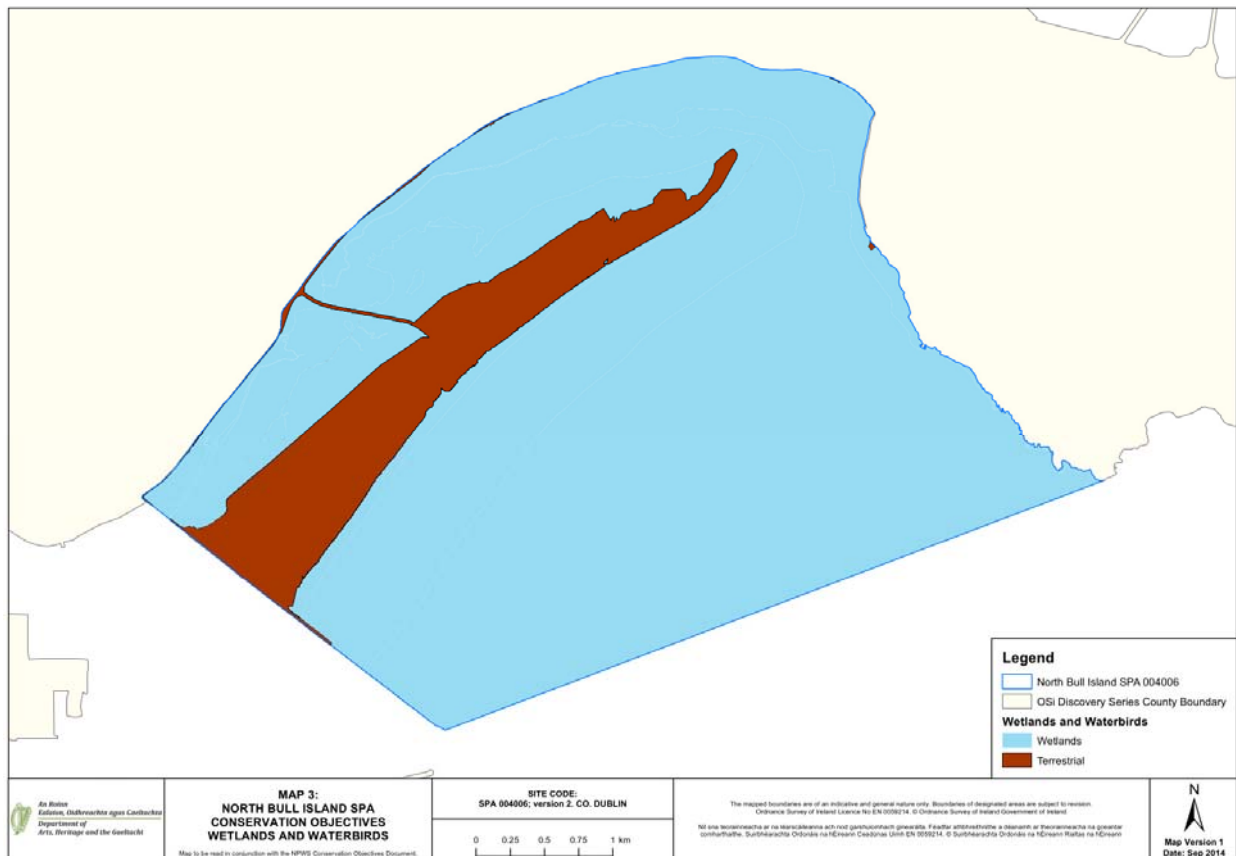 Legend
North Bull Island SPA 004006
OSi Discovery Series County Boundary
Wetlands and Waterbirds
Wetlands
Terrestrial
An Roinn
Ealaíon, Oidhreachta agus Gaeltachta
Department of
Arts, Heritage and the Gaeltacht
MAP 3:
NORTH BULL ISLAND SPA
CONSERVATION OBJECTIVES
WETLANDS AND WATERBIRDS
Map to be read in conjunction with the NPWS Conservation Objectives Document.
SITE CODE:
SPA 004006; version 2. CO. DUBLIN
0 0.25 0.5 0.75 1 km
The mapped boundaries are of an indicative and general nature only. Boundaries of designated areas are subject to revision.
Ordnance Survey of Ireland Licence No EN 0059214. © Ordnance Survey of Ireland Government of Ireland
N
Map Version 1
Date: Sep 2014